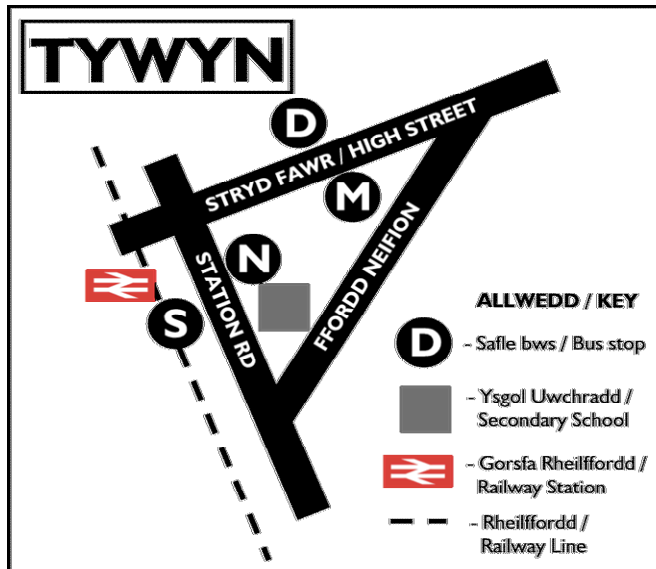 TYWYN
D
STRYD FAWR / HIGH STREET
M
N
STATION RD
FFORDD NEIFION
S
ALLWEDD / KEY
D - Safle bws / Bus stop
- Ysgol Uwchradd /
Secondary School
- Gorsfa Rheilffordd /
Railway Station
- Rheilffordd /
Railway Line